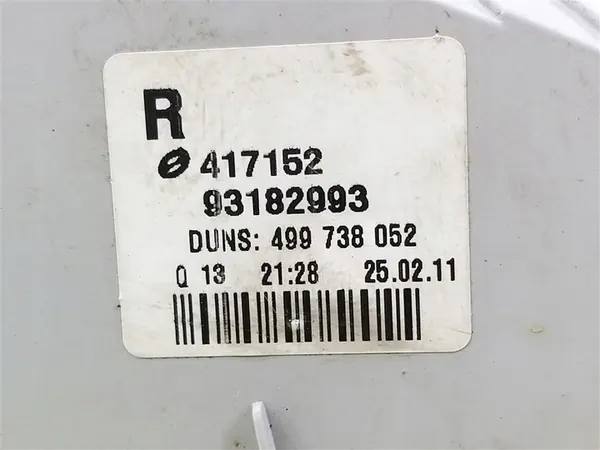 R
417152
93182993
DUNS: 499 738 052
Q 13 21:28 25.02.11